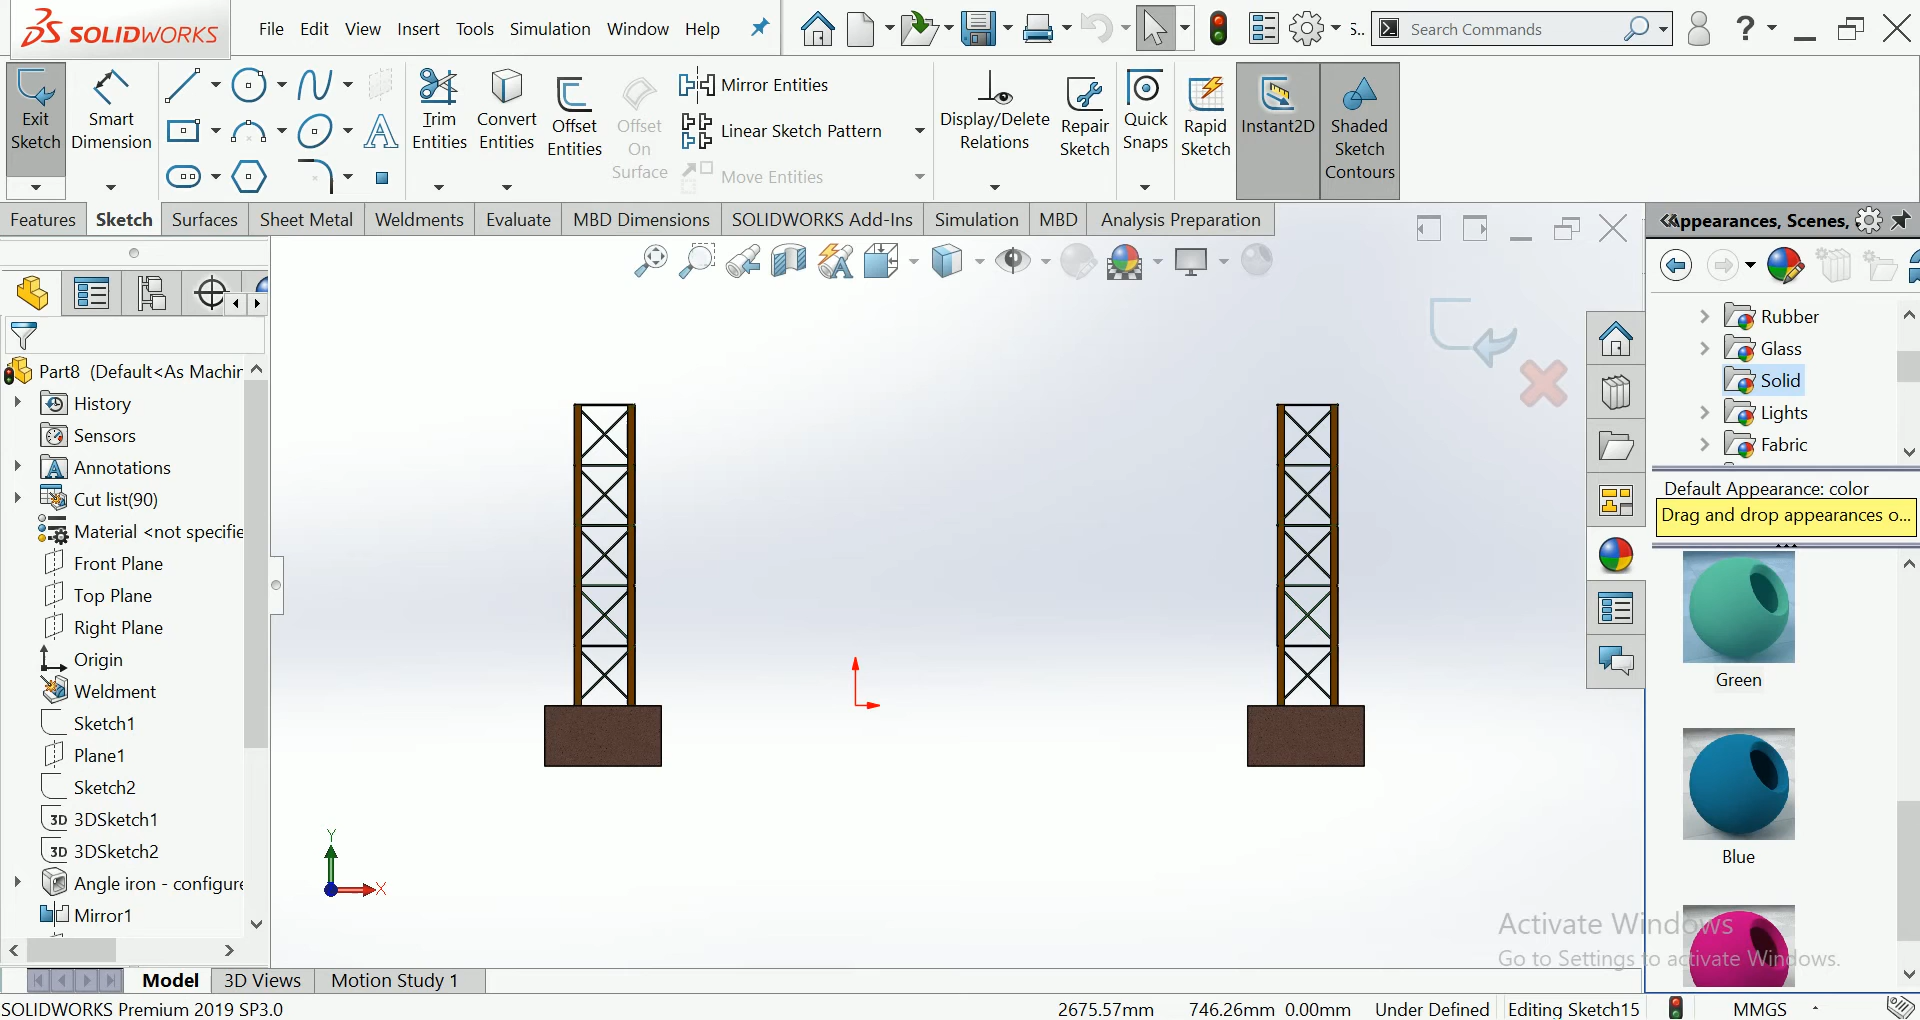 SOLIDWORKS
File Edit View Insert Tools Simulation Window Help
S..
Search Commands
?
Exit Sketch
Smart Dimension
Trim Entities
Convert Entities
Offset Entities
Offset On Surface
Mirror Entities
Linear Sketch Pattern
Move Entities
Display/Delete Relations
Repair Sketch
Quick Snaps
Rapid Sketch
Instant2D
Shaded Sketch Contours
Features Sketch Surfaces Sheet Metal Weldments Evaluate MBD Dimensions SOLIDWORKS Add-Ins Simulation MBD Analysis Preparation
Part8 (Default<As Machin
History
Sensors
Annotations
Cut list(90)
Material <not specifie
Front Plane
Top Plane
Right Plane
Origin
Weldment
Sketch1
Plane1
Sketch2
3D 3DSketch1
3D 3DSketch2
Angle iron - configure
Mirror1
Y
X
Appearances, Scenes,
Rubber
Glass
Solid
Lights
Fabric
Default Appearance: color
Drag and drop appearances o...
Green
Blue
Activate Windows
Go to Settings to activate Windows.
Model 3D Views Motion Study 1
SOLIDWORKS Premium 2019 SP3.0
2675.57mm 746.26mm 0.00mm Under Defined Editing Sketch15 MMGS